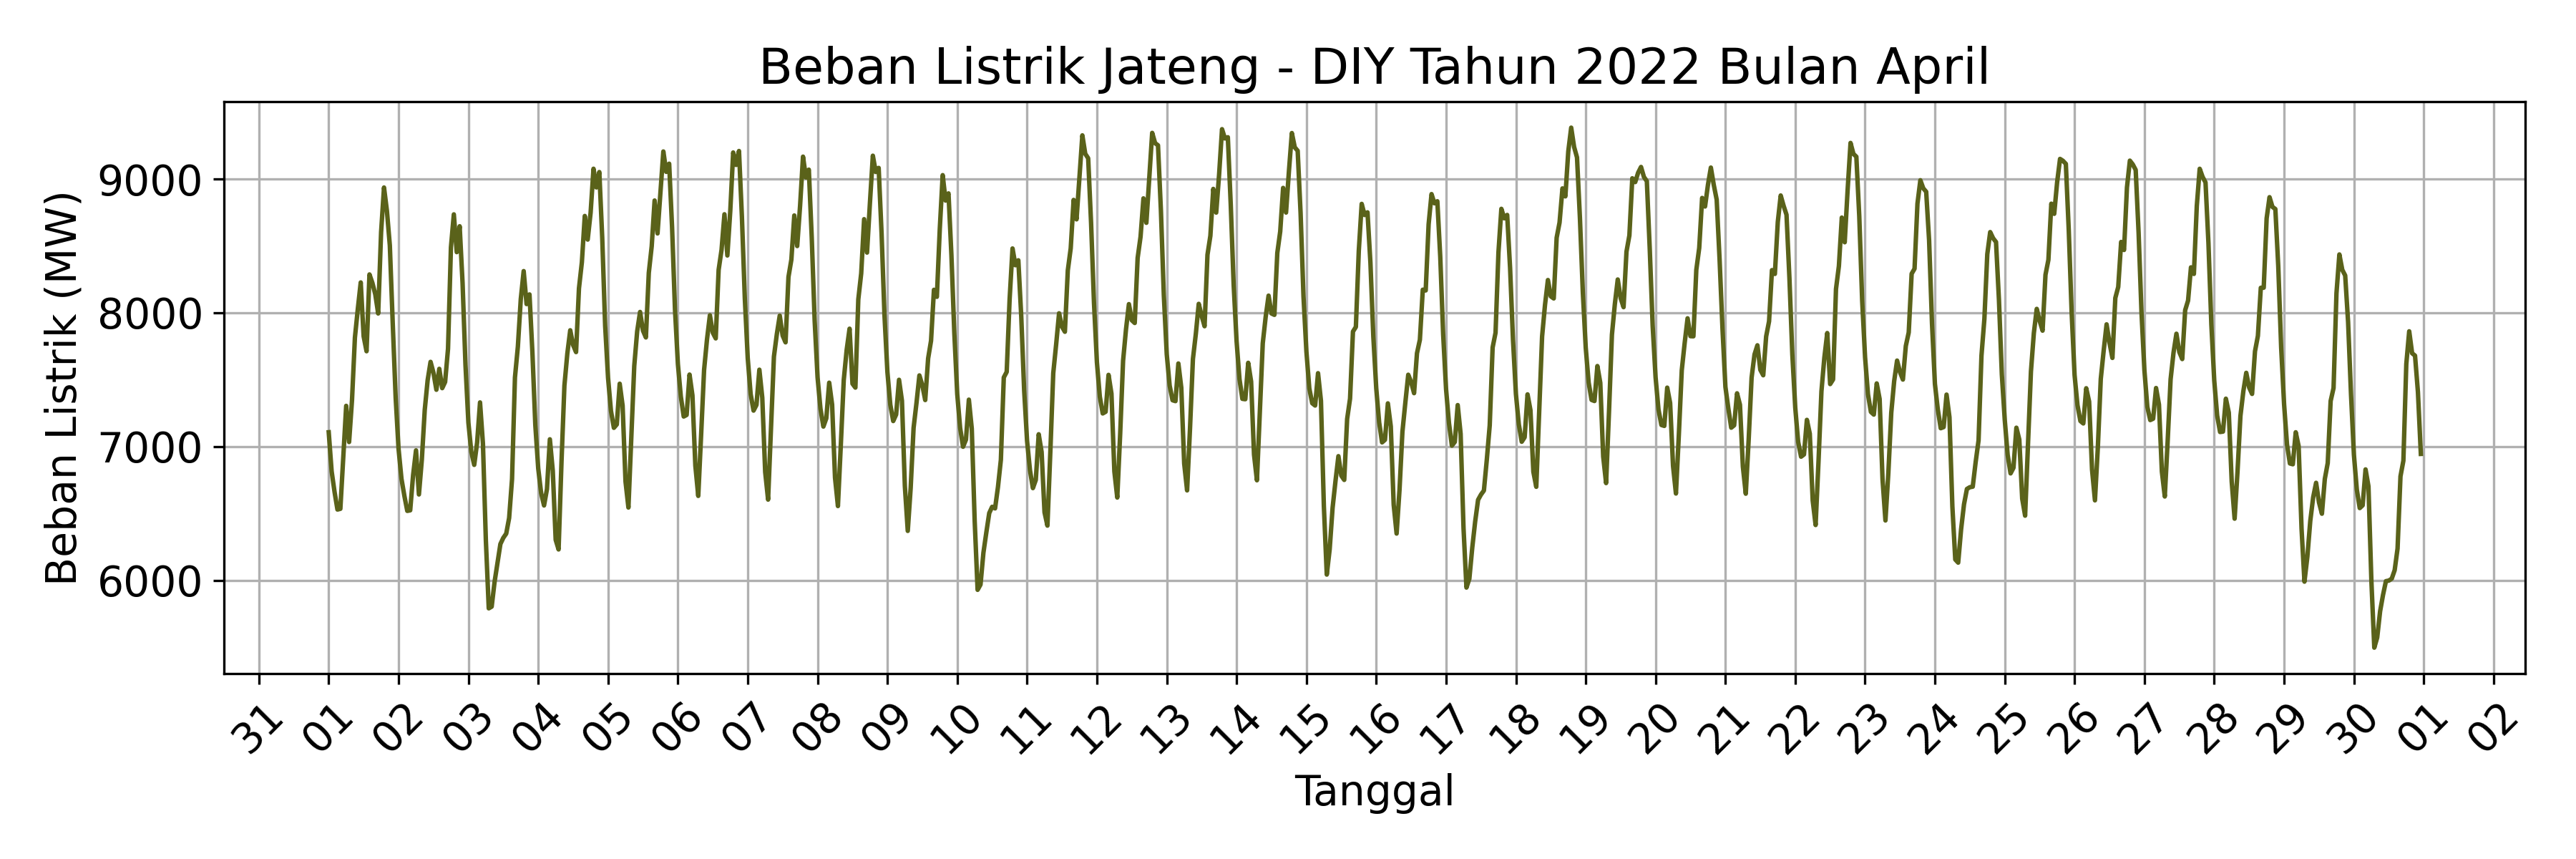 Beban Listrik Jateng - DIY Tahun 2022 Bulan April
Beban Listrik (MW)
9000
8000
7000
6000
31 01 02 03 04 05 06 07 08 09 10 11 12 13 14 15 16 17 18 19 20 21 22 23 24 25 26 27 28 29 30 01 02
Tanggal